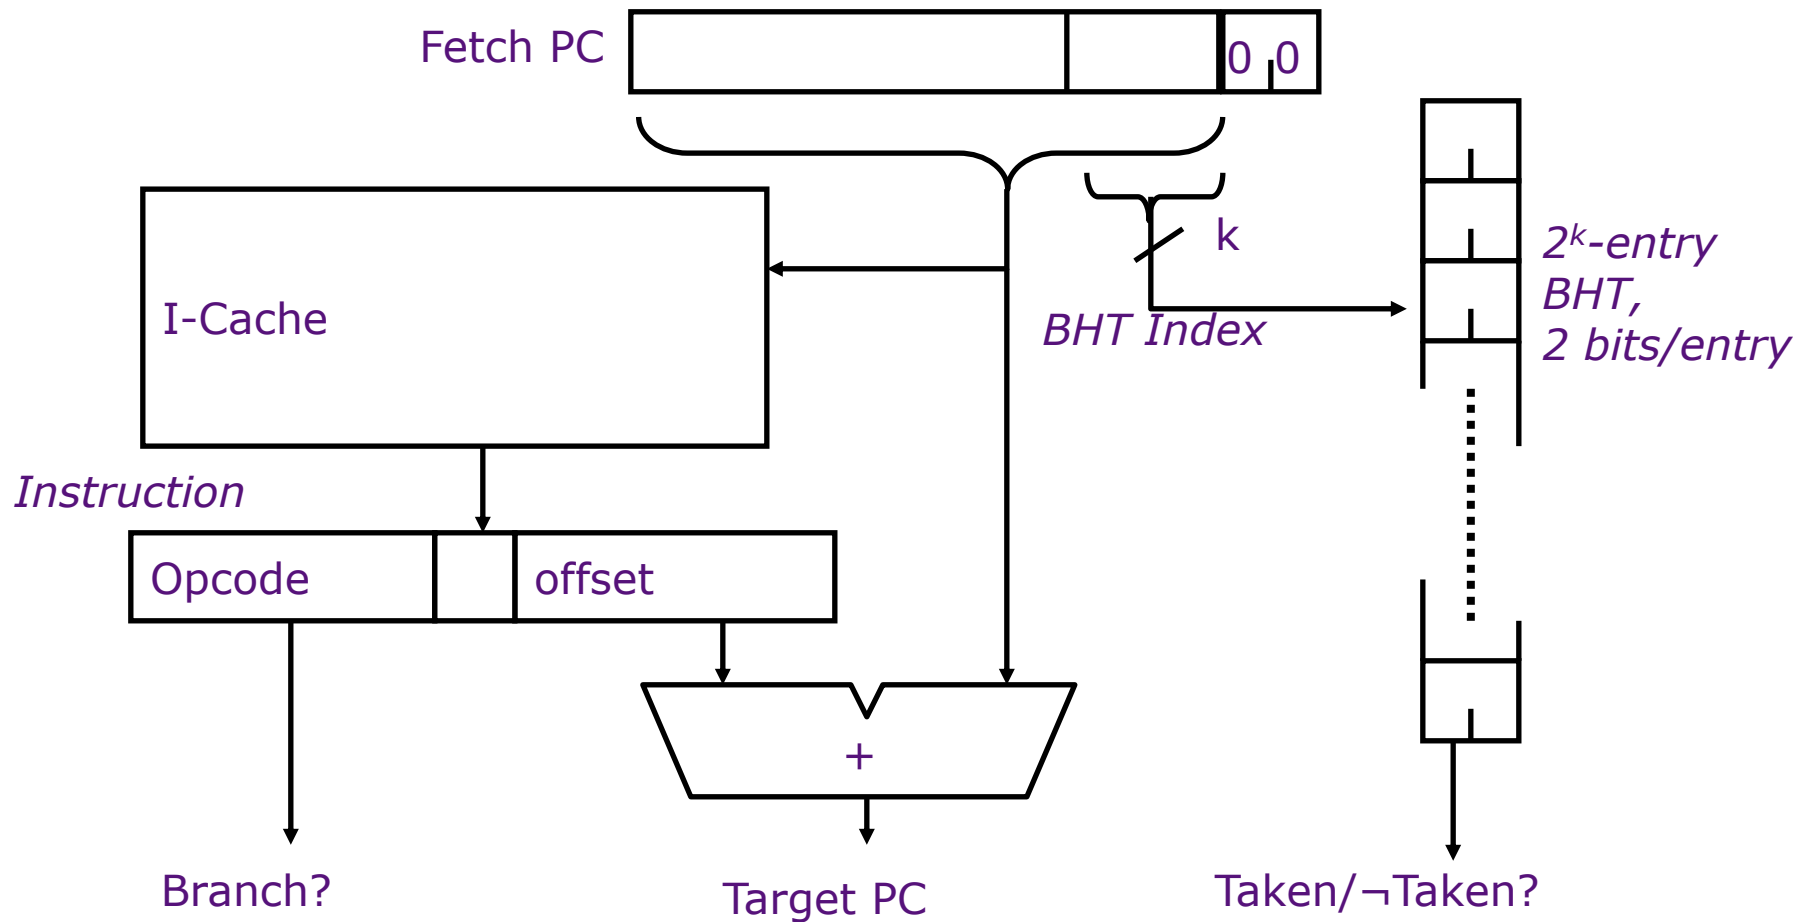 Fetch PC
0 0
k
2ᵏ-entry
BHT,
2 bits/entry
I-Cache
BHT Index
Instruction
Opcode
offset
+
Branch?
Target PC
Taken/¬Taken?